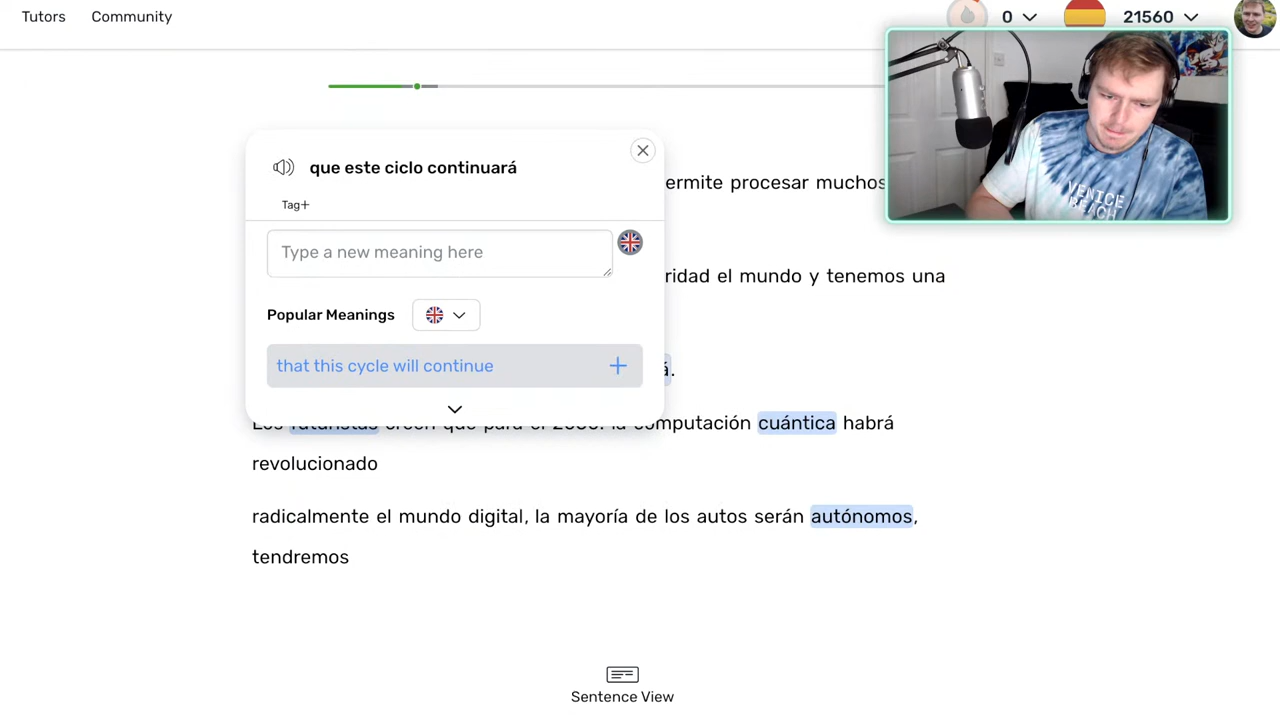 Tutors Community 0 21560
que este ciclo continuará
Tag+
ermite procesar muchos
Type a new meaning here
ridad el mundo y tenemos una
Popular Meanings
that this cycle will continue
á.
Los futuristas creen que para el computación cuántica habrá
revolucionado
radicalmente el mundo digital, la mayoría de los autos serán autónomos,
tendremos
VENICE
BEACH
Sentence View